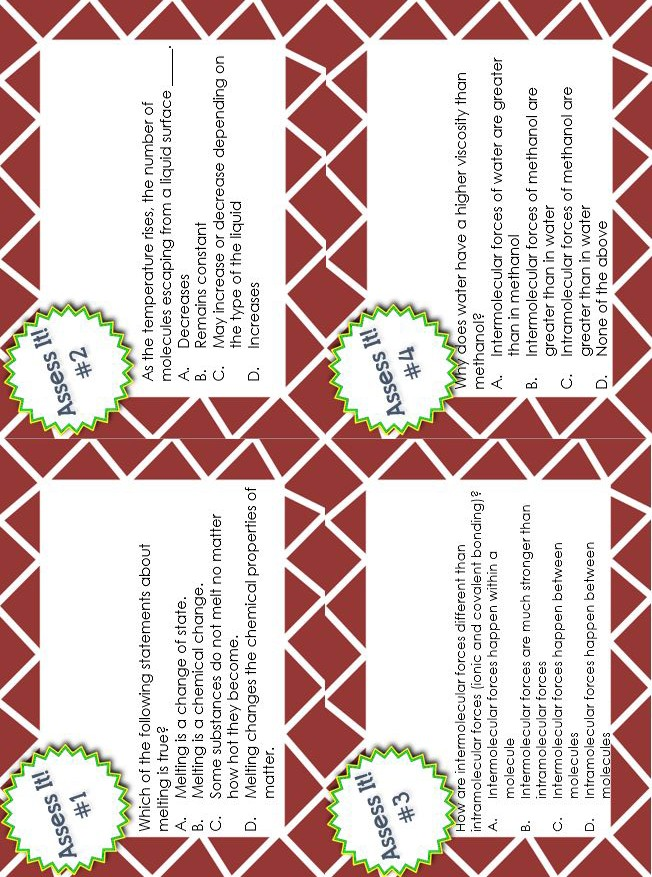 Assess It!
#1
Which of the following statements about
melting is true?
A. Melting is a change of state.
B. Melting is a chemical change.
C. Some substances do not melt no matter
how hot they become.
D. Melting changes the chemical properties of
matter.
Assess It!
#2
As the temperature rises, the number of
molecules escaping from a liquid surface _____.
A. Decreases
B. Remains constant
C. May increase or decrease depending on
the type of the liquid
D. Increases
Assess It!
#3
How are intermolecular forces different than
intramolecular forces (ionic and covalent bonding)?
A. Intermolecular forces happen within a
molecule
B. Intermolecular forces are much stronger than
intramolecular forces
C. Intermolecular forces happen between
molecules
D. Intramolecular forces happen between
molecules
Assess It!
#4
Why does water have a higher viscosity than
methanol?
A. Intermolecular forces of water are greater
than in methanol
B. Intermolecular forces of methanol are
greater than in water
C. Intramolecular forces of methanol are
greater than in water
D. None of the above